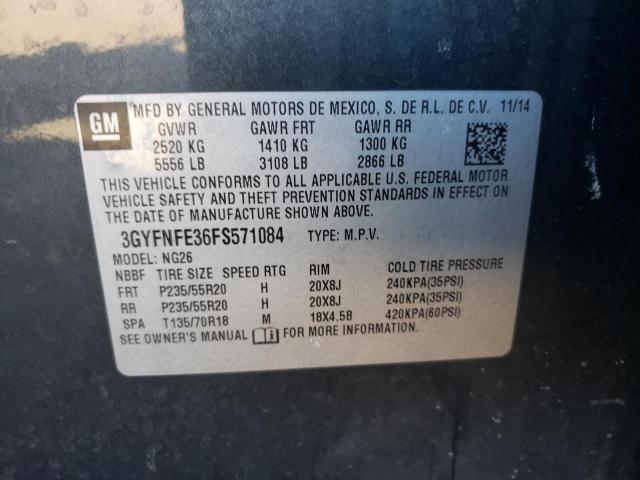 GM
MFD BY GENERAL MOTORS DE MEXICO, S. DE R.L. DE C.V. 11/14
GVWR GAWR FRT GAWR RR
2520 KG 1410 KG 1300 KG
5556 LB 3108 LB 2866 LB
THIS VEHICLE CONFORMS TO ALL APPLICABLE U.S. FEDERAL MOTOR
VEHICLE SAFETY AND THEFT PREVENTION STANDARDS IN EFFECT ON
THE DATE OF MANUFACTURE SHOWN ABOVE.
3GYFNFE36FS571084 TYPE: M.P.V.
MODEL: NG26
NBBF TIRE SIZE SPEED RTG RIM COLD TIRE PRESSURE
FRT P235/55R20 H 20X8J 240KPA(35PSI)
RR P235/55R20 H 20X8J 240KPA(35PSI)
SPA T135/70R18 M 18X4.5B 420KPA(60PSI)
SEE OWNER'S MANUAL FOR MORE INFORMATION.